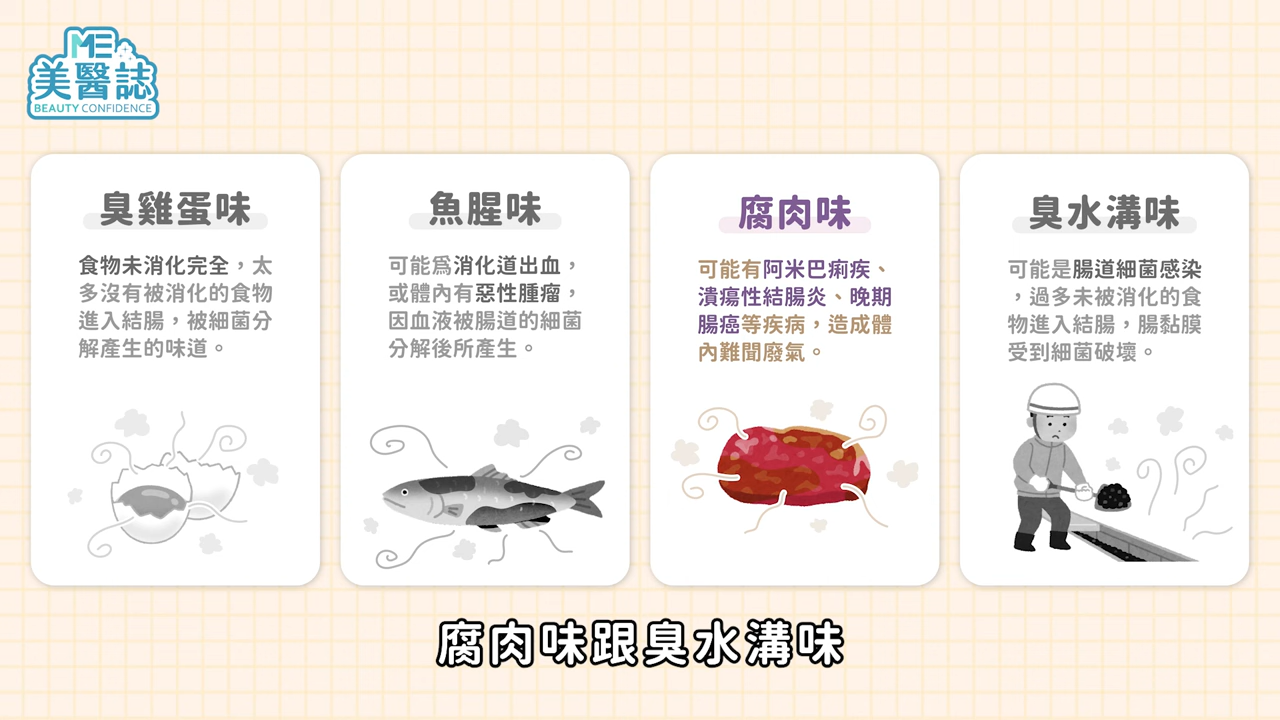 ME
美醫誌
BEAUTY CONFIDENCE
臭雞蛋味
食物未消化完全，太
多沒有被消化的食物
進入結腸，被細菌分
解產生的味道。
魚腥味
可能為消化道出血，
或體內有惡性腫瘤，
因血液被腸道的細菌
分解後所產生。
腐肉味
可能有阿米巴痢疾、
潰瘍性結腸炎、晚期
腸癌等疾病，造成體
內難聞廢氣。
臭水溝味
可能是腸道細菌感染
，過多未被消化的食
物進入結腸，腸黏膜
受到細菌破壞。
腐肉味跟臭水溝味